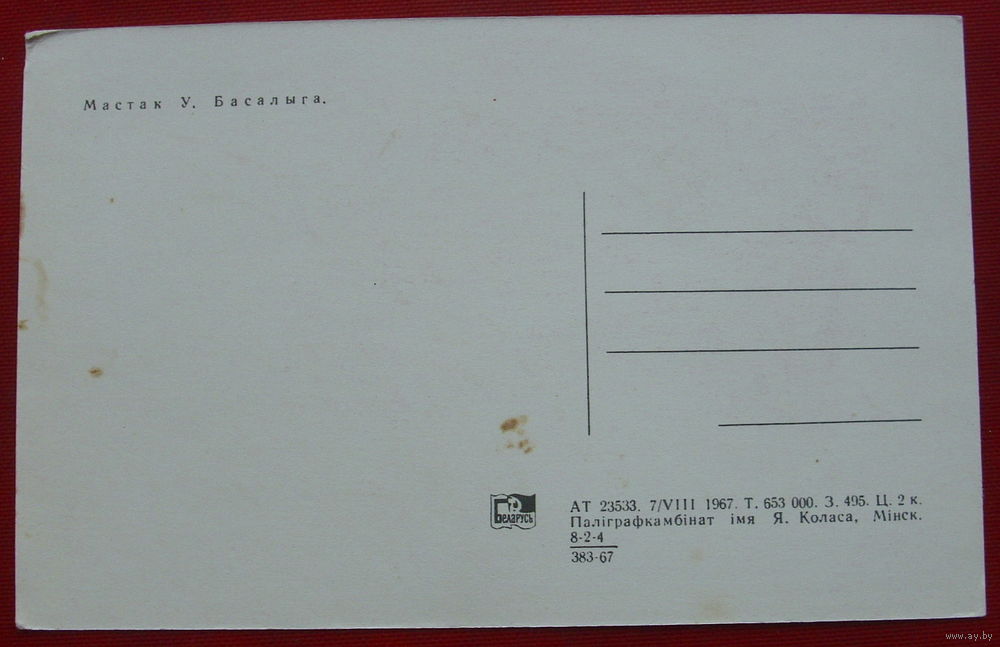 Мастак У. Басалыга.
Беларусь
АТ 23533. 7/VIII 1967. Т. 653 000. З. 495. Ц. 2 к.
Паліграфкамбінат імя Я. Коласа, Мінск.
8-2-4
383-67
www.ay.by